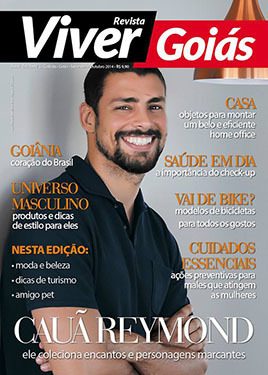 Revista
Viver
Goiás
Outubro 2014 - R$ 9,90
CASA
objetos para montar
um belo e eficiente
home office
GOIÂNIA
coração do Brasil
SAÚDE EM DIA
a importância do check-up
UNIVERSO
MASCULINO
produtos e dicas
de estilo para eles
VAI DE BIKE?
modelos de bicicletas
para todos os gostos
NESTA EDIÇÃO:
• moda e beleza
• dicas de turismo
• amigo pet
CUIDADOS
ESSENCIAIS
ações preventivas para
males que atingem
as mulheres
CAUÃ REYMOND
ele coleciona encantos e personagens marcantes